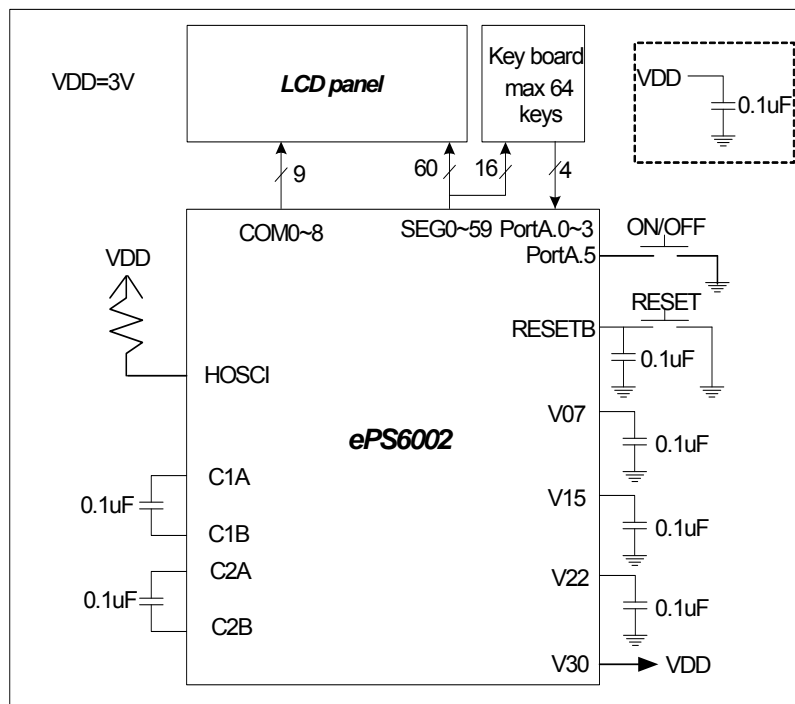 VDD=3V
LCD panel
Key board
max 64
keys
VDD
0.1uF
9
60
16
4
COM0~8
SEG0~59
PortA.0~3
PortA.5
ON/OFF
VDD
RESETB
RESET
0.1uF
HOSCI
ePS6002
V07
0.1uF
C1A
0.1uF
C1B
V15
0.1uF
C2A
0.1uF
C2B
V22
0.1uF
V30
VDD